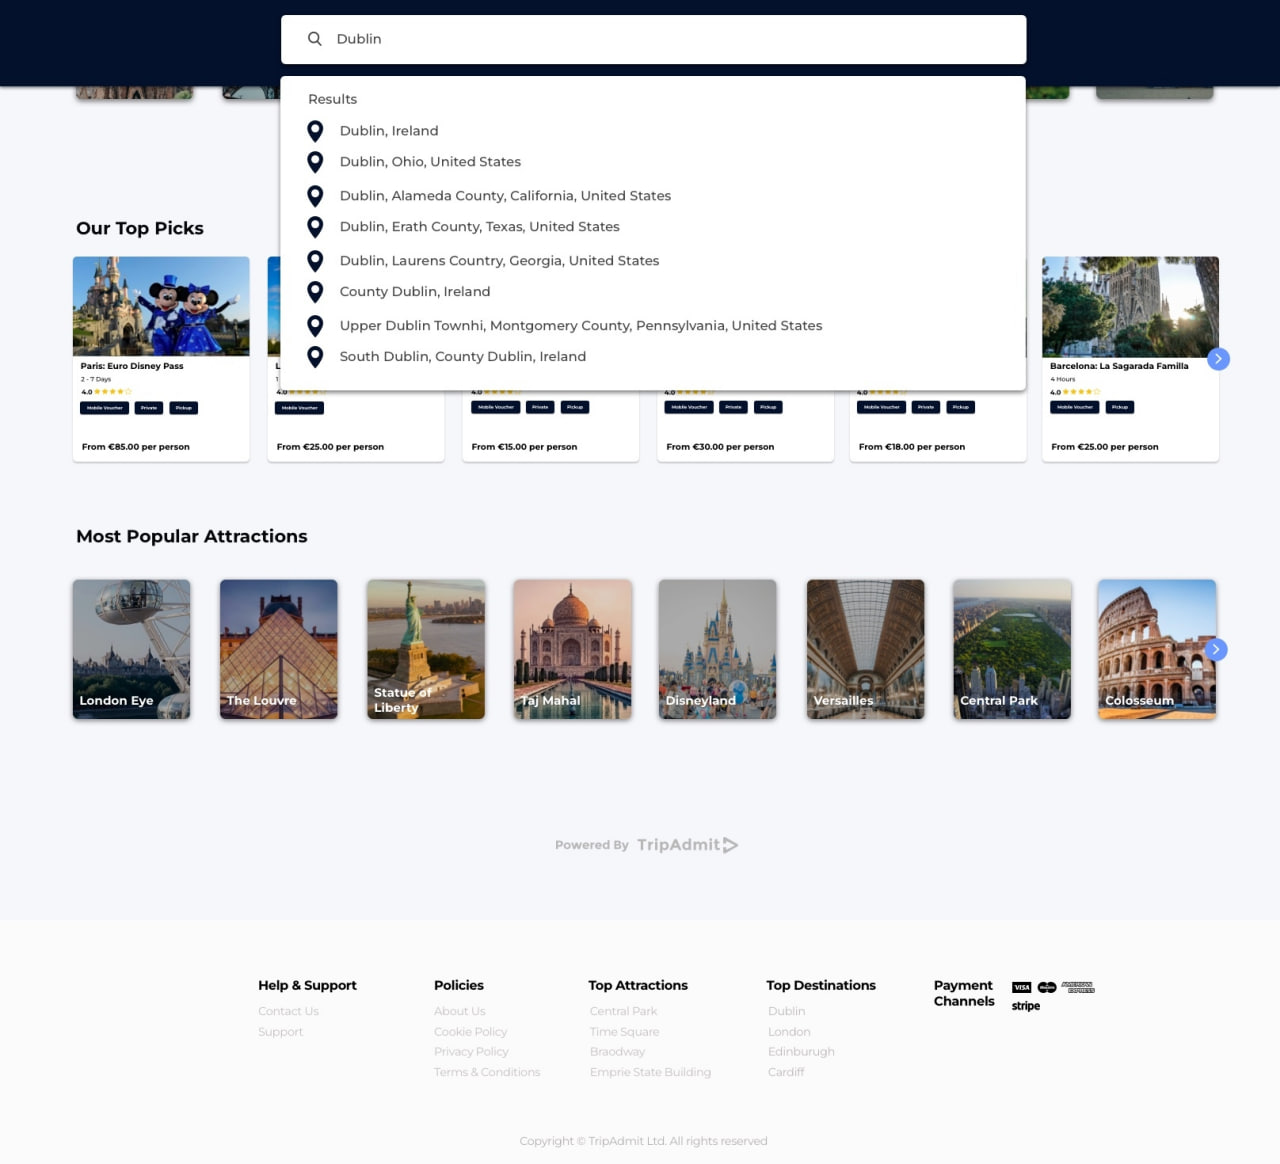 Dublin
Results
Dublin, Ireland
Dublin, Ohio, United States
Dublin, Alameda County, California, United States
Dublin, Erath County, Texas, United States
Dublin, Laurens Country, Georgia, United States
County Dublin, Ireland
Upper Dublin Townhi, Montgomery County, Pennsylvania, United States
South Dublin, County Dublin, Ireland
Our Top Picks
Paris: Euro Disney Pass
2 - 7 Days
4.0
Mobile Voucher Private Pickup
From €85.00 per person
4.0
Mobile Voucher
From €25.00 per person
4.0
Mobile Voucher Private Pickup
From €15.00 per person
4.0
Mobile Voucher Private Pickup
From €30.00 per person
4.0
Mobile Voucher Private Pickup
From €18.00 per person
Barcelona: La Sagarada Familla
4 Hours
4.0
Mobile Voucher Pickup
From €25.00 per person
Most Popular Attractions
London Eye
The Louvre
Statue of
Liberty
Taj Mahal
Disneyland
Versailles
Central Park
Colosseum
Powered By TripAdmit
Help & Support
Contact Us
Support
Policies
About Us
Cookie Policy
Privacy Policy
Terms & Conditions
Top Attractions
Central Park
Time Square
Braodway
Emprie State Building
Top Destinations
Dublin
London
Edinburugh
Cardiff
Payment
Channels
VISA
AMERICAN
EXPRESS
stripe
Copyright © TripAdmit Ltd. All rights reserved